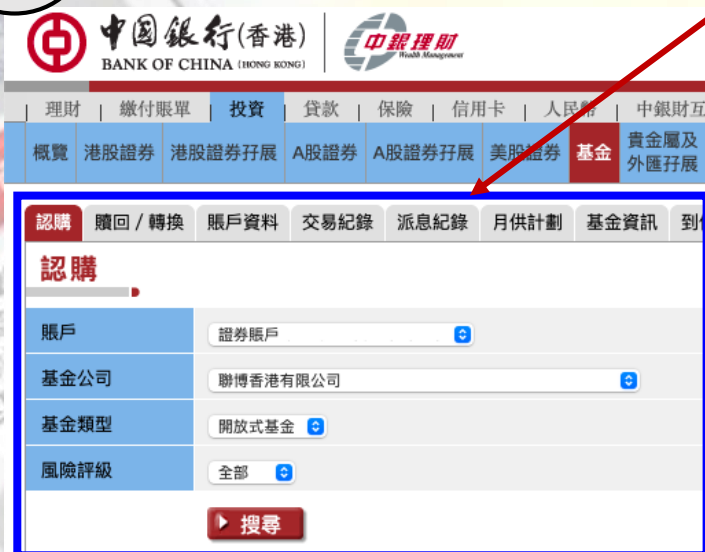 中國銀行(香港)
BANK OF CHINA (HONG KONG)
中銀理財
Wealth Management
理財 | 繳付賬單 | 投資 | 貸款 | 保險 | 信用卡 | 人民幣 | 中銀財互
概覽 港股證券 港股證券孖展 A股證券 A股證券孖展 美股證券 基金 貴金屬及
外匯孖展
認購 贖回 / 轉換 賬戶資料 交易紀錄 派息紀錄 月供計劃 基金資訊
認購
賬戶 證券賬戶
基金公司 聯博香港有限公司
基金類型 開放式基金
風險評級 全部
搜尋